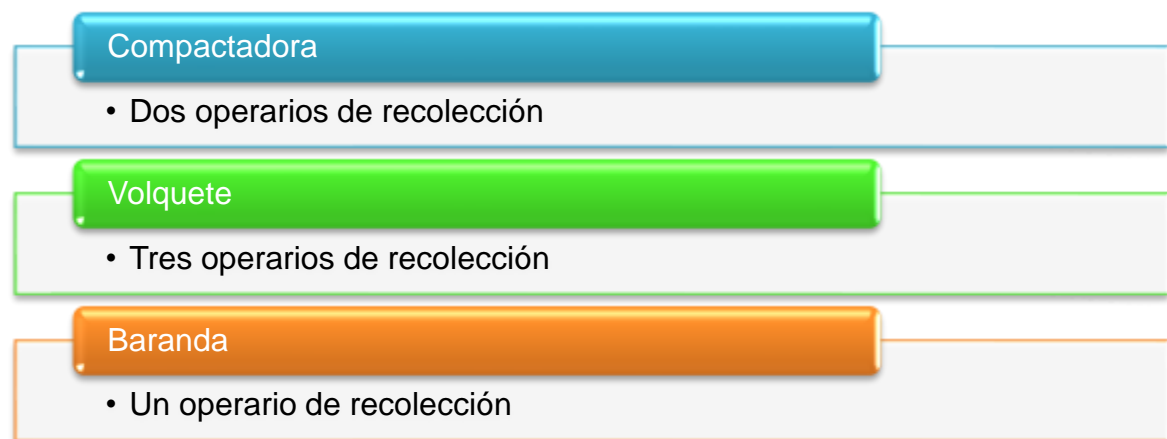 Compactadora
• Dos operarios de recolección
Volquete
• Tres operarios de recolección
Baranda
• Un operario de recolección